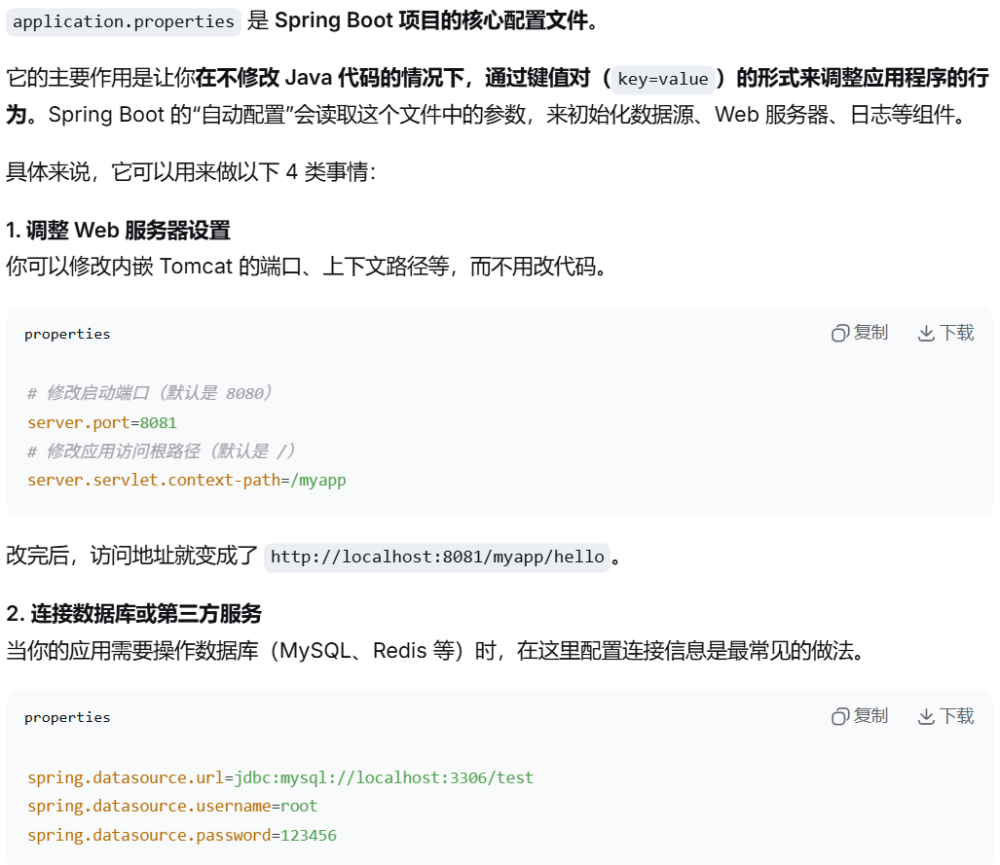 application.properties 是 Spring Boot 项目的核心配置文件。
它的主要作用是让你在不修改 Java 代码的情况下，通过键值对（key=value）的形式来调整应用程序的行
为。Spring Boot 的“自动配置”会读取这个文件中的参数，来初始化数据源、Web 服务器、日志等组件。
具体来说，它可以用来做以下 4 类事情：
1. 调整 Web 服务器设置
你可以修改内嵌 Tomcat 的端口、上下文路径等，而不用改代码。
properties 复制 下载
# 修改启动端口（默认是 8080）
server.port=8081
# 修改应用访问根路径（默认是 /）
server.servlet.context-path=/myapp
改完后，访问地址就变成了 http://localhost:8081/myapp/hello。
2. 连接数据库或第三方服务
当你的应用需要操作数据库（MySQL、Redis 等）时，在这里配置连接信息是最常见的做法。
properties 复制 下载
spring.datasource.url=jdbc:mysql://localhost:3306/test
spring.datasource.username=root
spring.datasource.password=123456